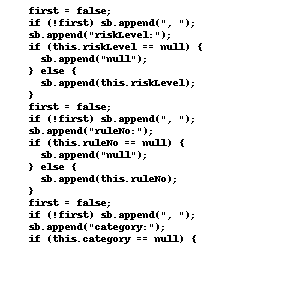 first = false;
if (!first) sb.append(", ");
sb.append("riskLevel:");
if (this.riskLevel == null) {
  sb.append("null");
} else {
  sb.append(this.riskLevel);
}
first = false;
if (!first) sb.append(", ");
sb.append("ruleNo:");
if (this.ruleNo == null) {
  sb.append("null");
} else {
  sb.append(this.ruleNo);
}
first = false;
if (!first) sb.append(", ");
sb.append("category:");
if (this.category == null) {